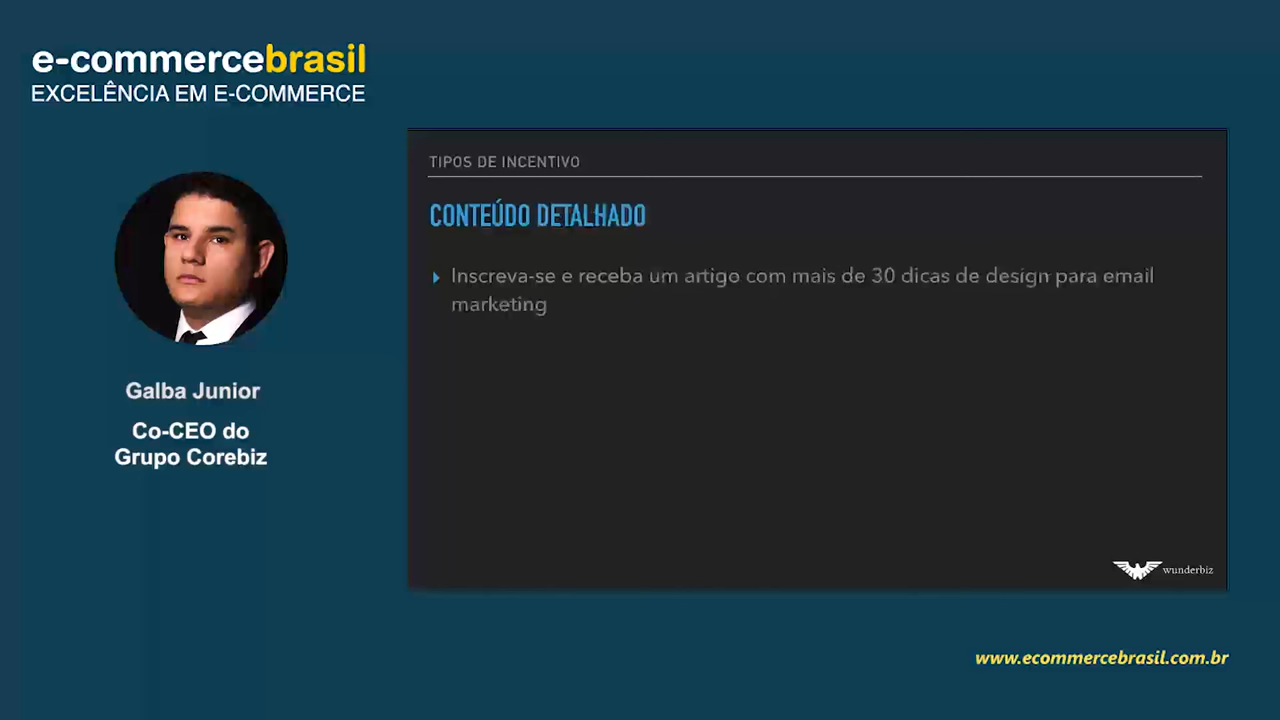 e-commercebrasil
EXCELÊNCIA EM E-COMMERCE
TIPOS DE INCENTIVO
CONTEÚDO DETALHADO
Inscreva-se e receba um artigo com mais de 30 dicas de design para email
marketing
Galba Junior
Co-CEO do
Grupo Corebiz
wunderbiz
www.ecommercebrasil.com.br